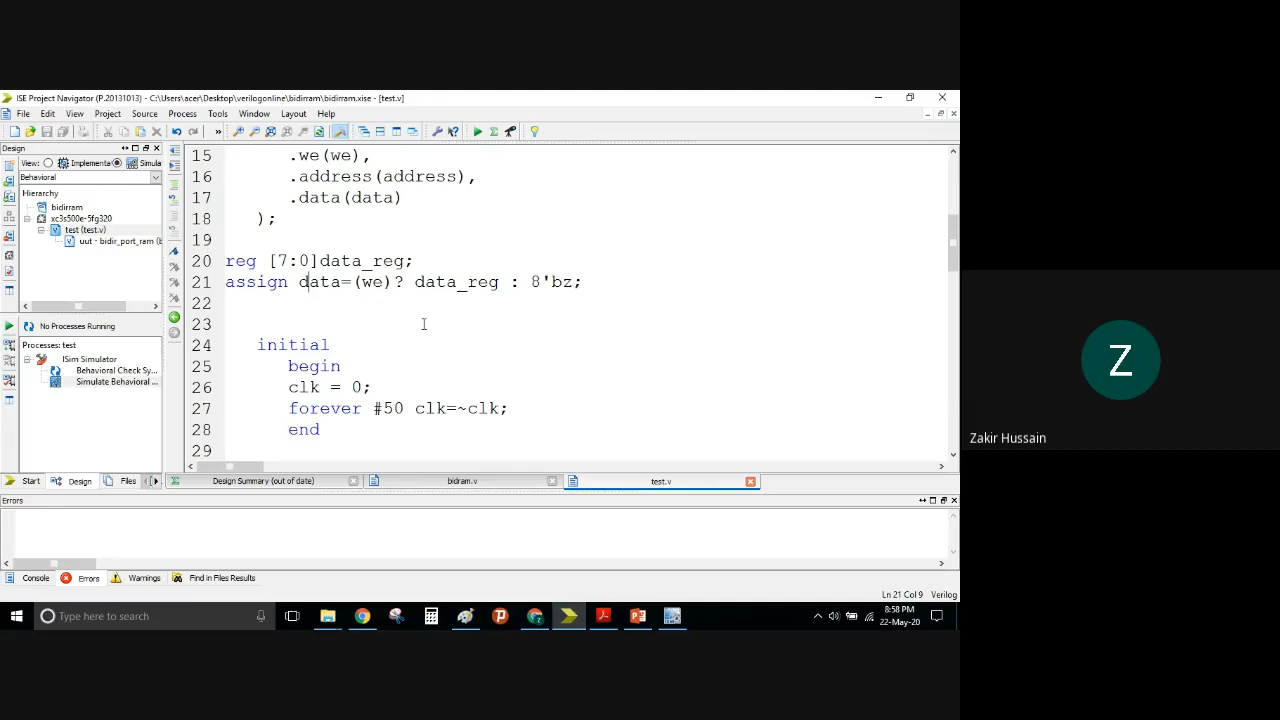 ISE Project Navigator (P.20131013) - C:\Users\acer\Desktop\verilogonline\bidirram\bidirram.xise - [test.v]
File Edit View Project Source Process Tools Window Layout Help
Design
View: Implementa Simula
Behavioral
Hierarchy
bidirram
xc3s500e-5fg320
test (test.v)
uut - bidir_port_ram (b
No Processes Running
Processes: test
ISim Simulator
Behavioral Check Sy...
Simulate Behavioral ...
Start Design Files
15 .we(we),
16 .address(address),
17 .data(data)
18 );
19
20 reg [7:0]data_reg;
21 assign data=(we)? data_reg : 8'bz;
22
23
24 initial
25 begin
26 clk = 0;
27 forever #50 clk=~clk;
28 end
29
Design Summary (out of date) bidram.v test.v
Errors
Console Errors Warnings Find in Files Results
Ln 21 Col 9 Verilog
Type here to search
8:58 PM
22-May-20
Z
Zakir Hussain